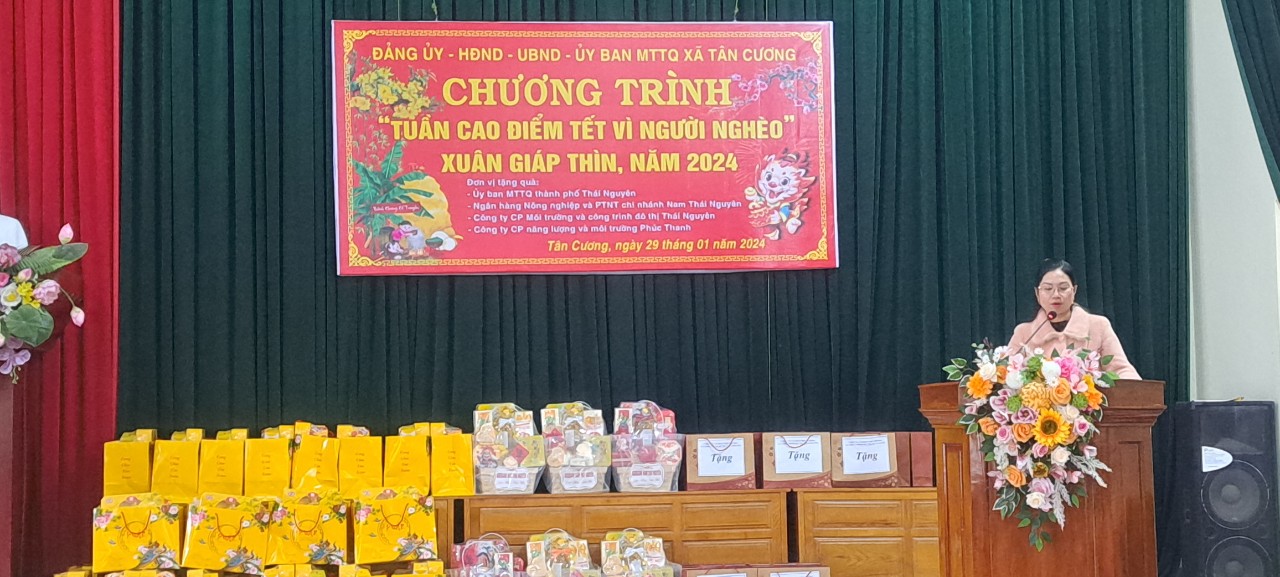 ĐẢNG ỦY - HĐND - UBND - ỦY BAN MTTQ XÃ TÂN CƯƠNG
CHƯƠNG TRÌNH
“TUẦN CAO ĐIỂM TẾT VÌ NGƯỜI NGHÈO”
XUÂN GIÁP THÌN, NĂM 2024
Đơn vị tặng quà:
- Ủy ban MTTQ thành phố Thái Nguyên
- Ngân hàng Nông nghiệp và PTNT chi nhánh Nam Thái Nguyên
- Công ty CP Môi trường và công trình đô thị Thái Nguyên
- Công ty CP năng lượng và môi trường Phúc Thanh
Tân Cương, ngày 29 tháng 01 năm 2024
Tặng
Tặng
Tặng